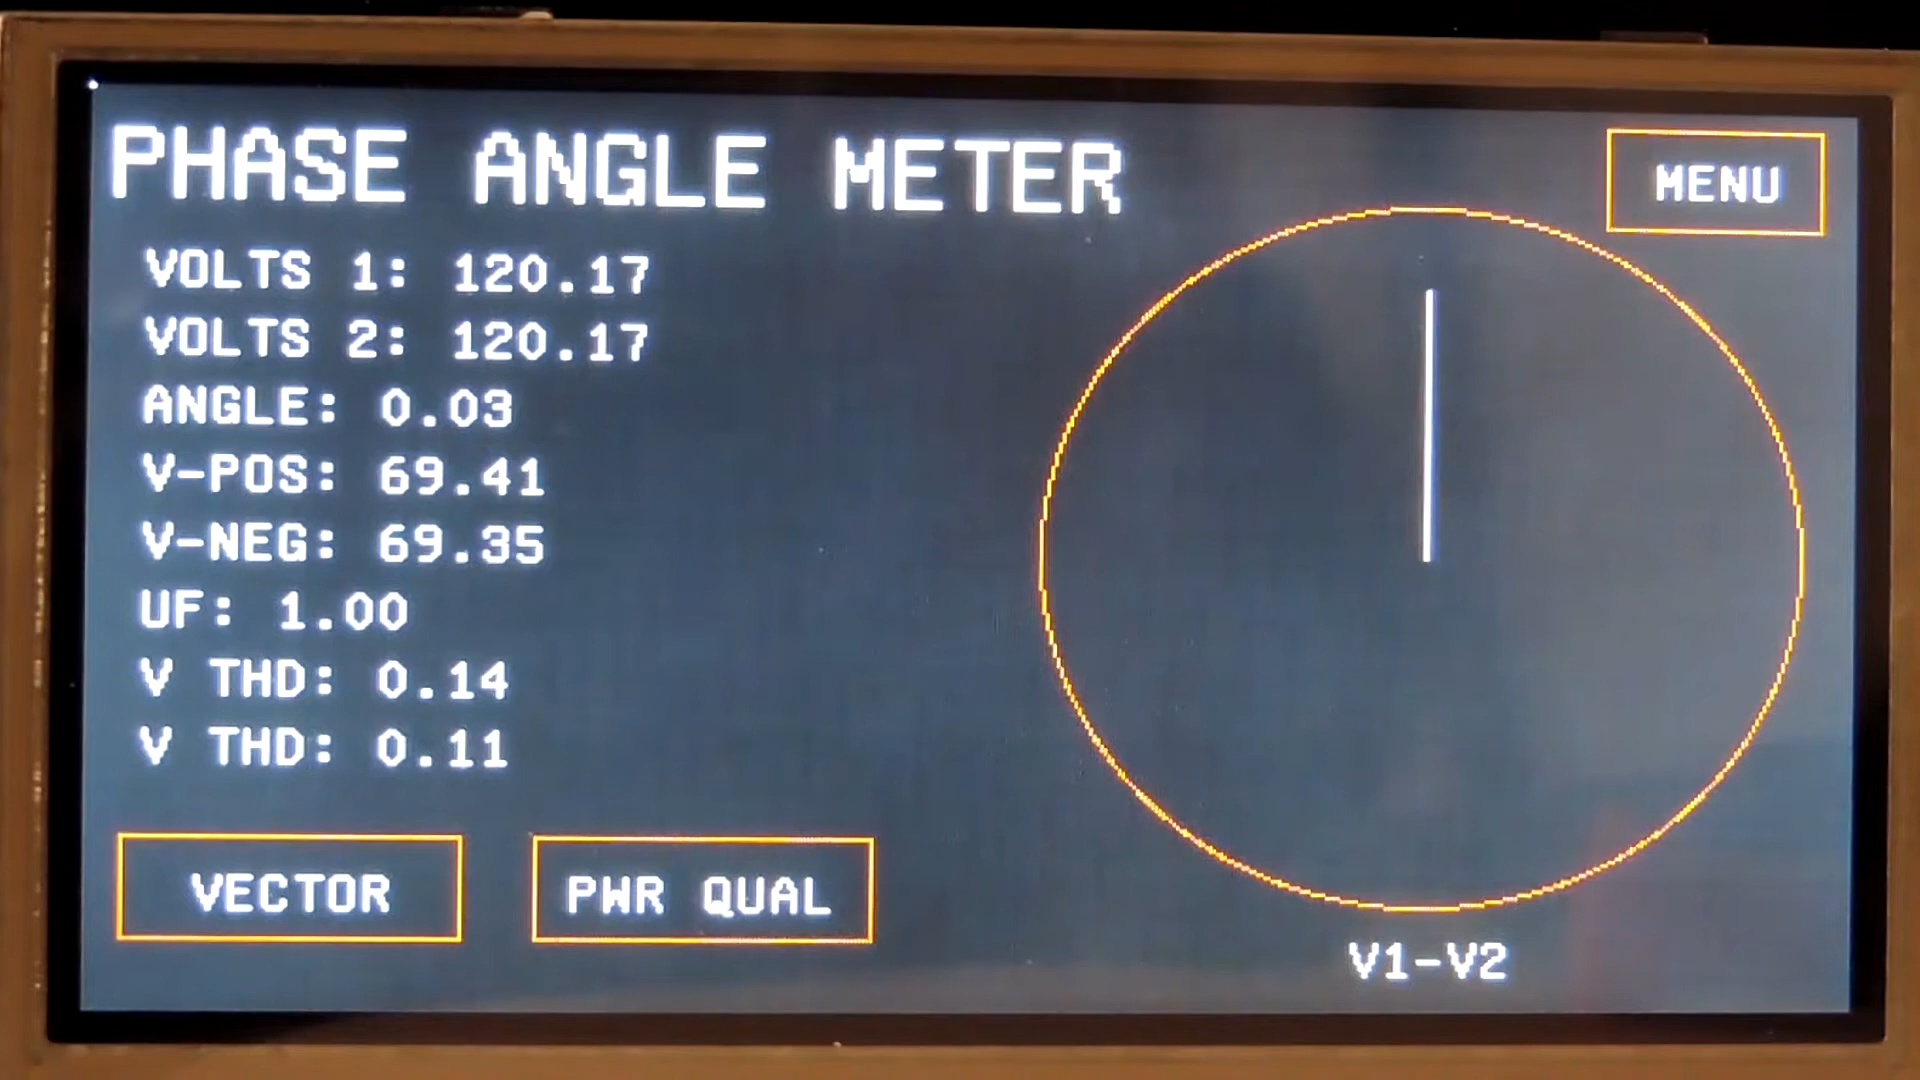 PHASE ANGLE METER
MENU
VOLTS 1: 120.17
VOLTS 2: 120.17
ANGLE: 0.03
V-POS: 69.41
V-NEG: 69.35
UF: 1.00
V THD: 0.14
V THD: 0.11
VECTOR
PWR QUAL
V1-V2